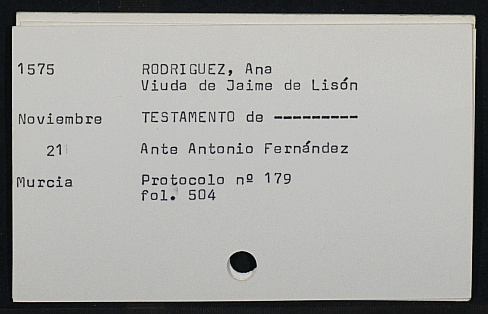 1575 RODRIGUEZ, Ana
Viuda de Jaime de Lisón
Noviembre TESTAMENTO de ---------
21 Ante Antonio Fernández
Murcia Protocolo nº 179
fol. 504